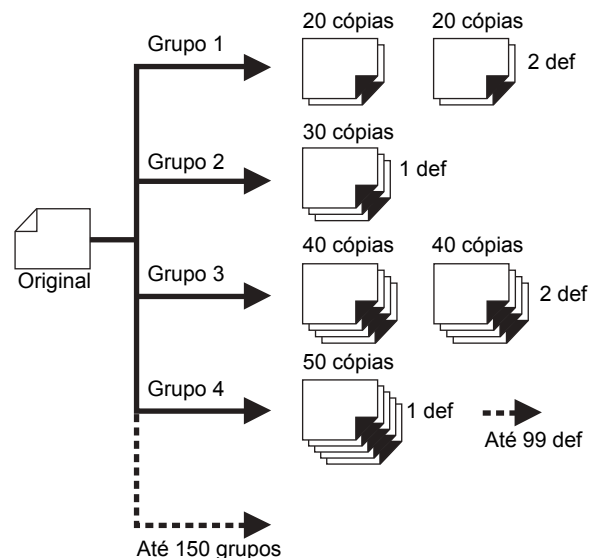 20 cópias 20 cópias
Grupo 1
2 def
30 cópias
Grupo 2
1 def
40 cópias 40 cópias
Original
Grupo 3
2 def
50 cópias
Grupo 4
1 def
Até 99 def
Até 150 grupos